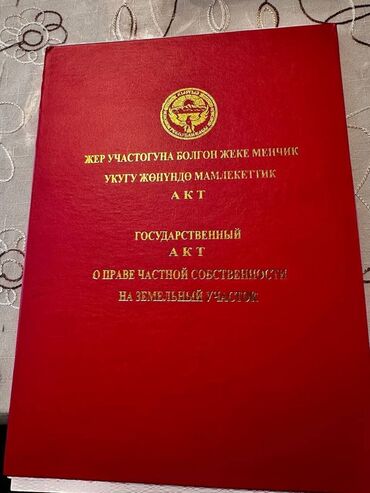 ЖЕР УЧАСТОГУНА БОЛГОН ЖЕКЕ МЕНЧИК
УКУГУ ЖӨНҮНДӨ МАМЛЕКЕТТИК
АКТ
ГОСУДАРСТВЕННЫЙ
АКТ
О ПРАВЕ ЧАСТНОЙ СОБСТВЕННОСТИ
НА ЗЕМЕЛЬНЫЙ УЧАСТОК